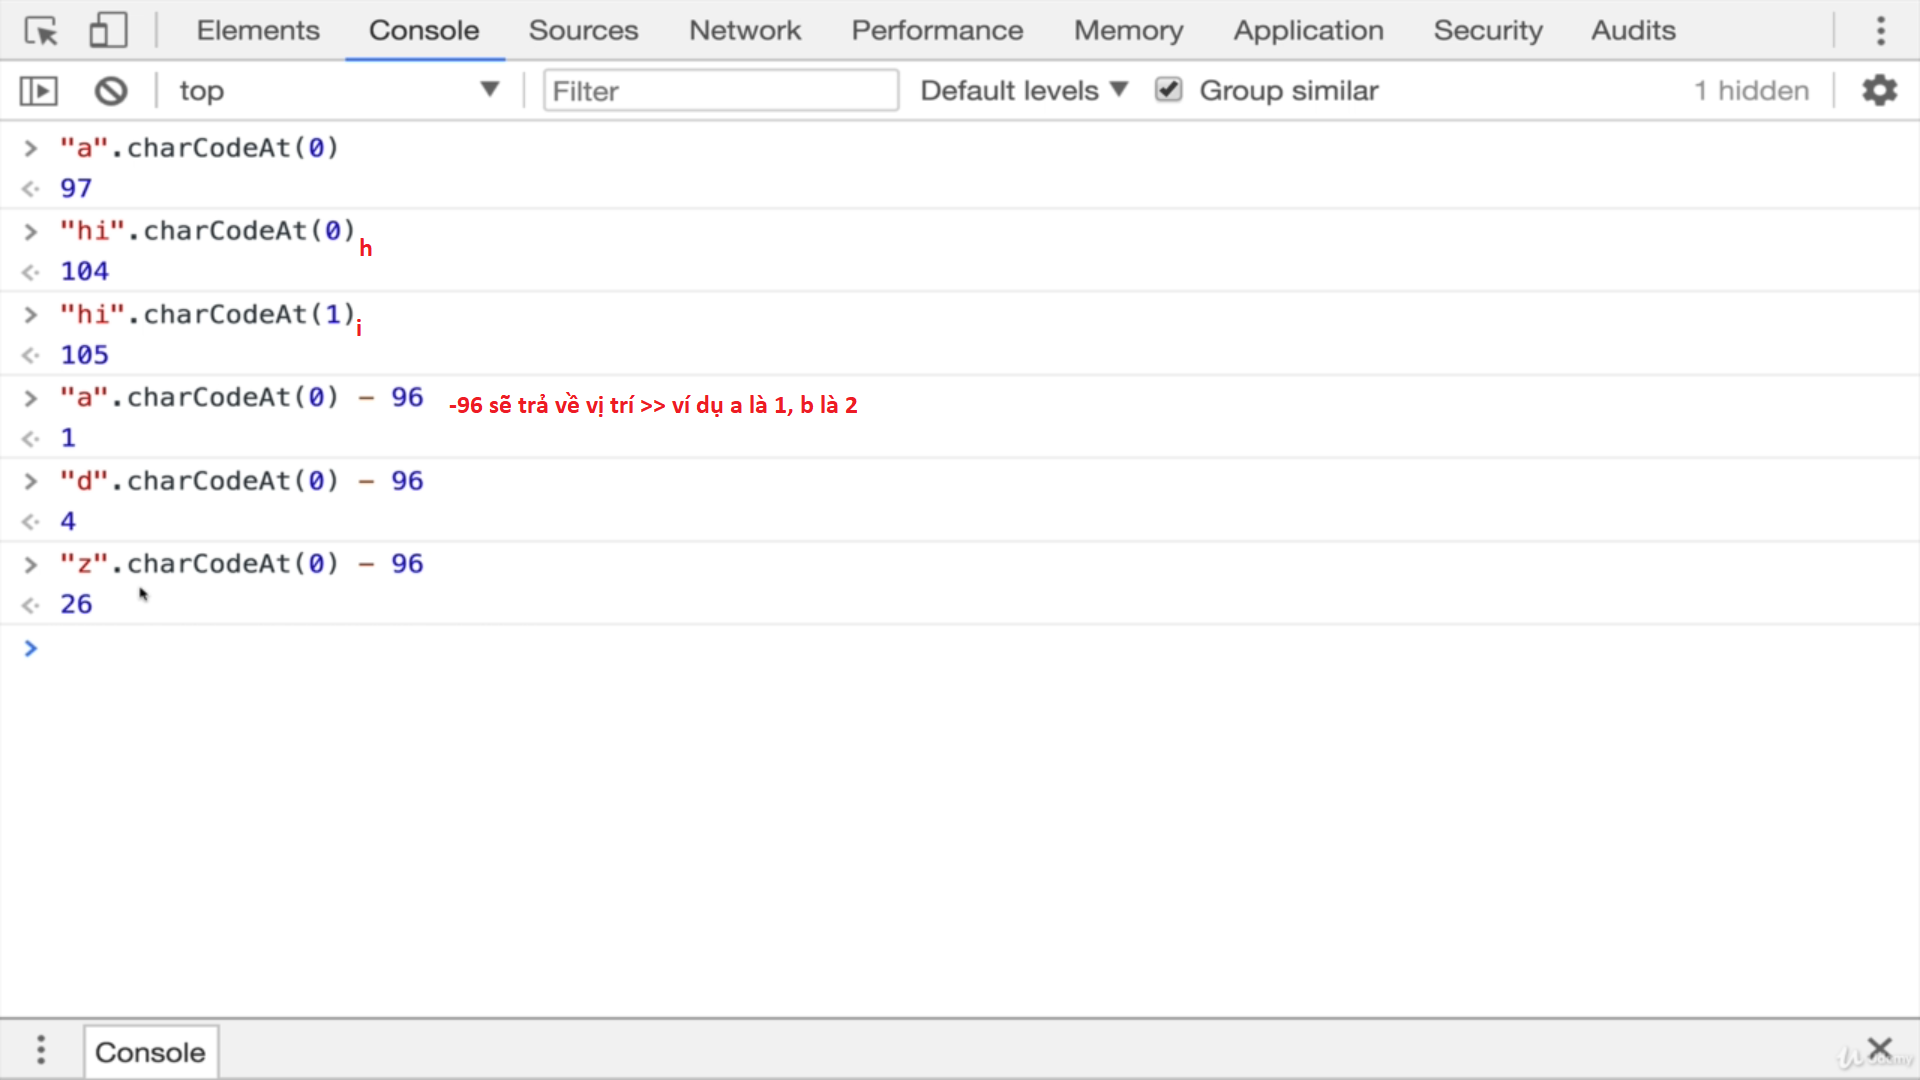 Elements Console Sources Network Performance Memory Application Security Audits
top Filter Default levels Group similar 1 hidden
> "a".charCodeAt(0)
97
> "hi".charCodeAt(0) h
104
> "hi".charCodeAt(1) i
105
> "a".charCodeAt(0) - 96 -96 sẽ trả về vị trí >> ví dụ a là 1, b là 2
1
> "d".charCodeAt(0) - 96
4
> "z".charCodeAt(0) - 96
26
>
Console